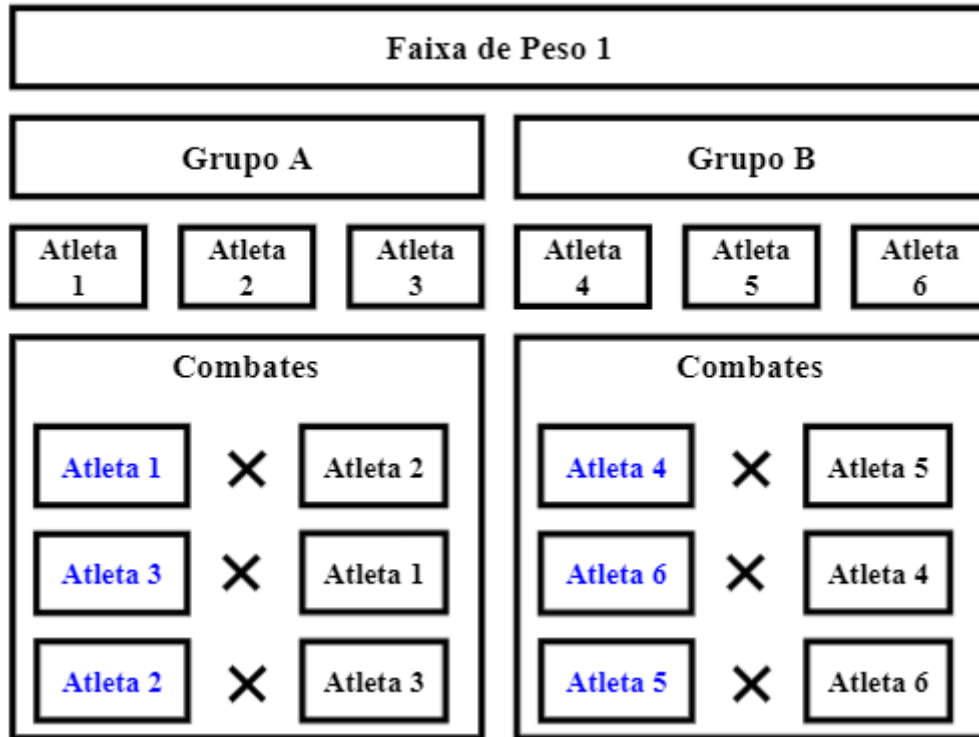 Faixa de Peso 1
Grupo A
Grupo B
Atleta
1
Atleta
2
Atleta
3
Atleta
4
Atleta
5
Atleta
6
Combates
Atleta 1 × Atleta 2
Atleta 3 × Atleta 1
Atleta 2 × Atleta 3
Combates
Atleta 4 × Atleta 5
Atleta 6 × Atleta 4
Atleta 5 × Atleta 6